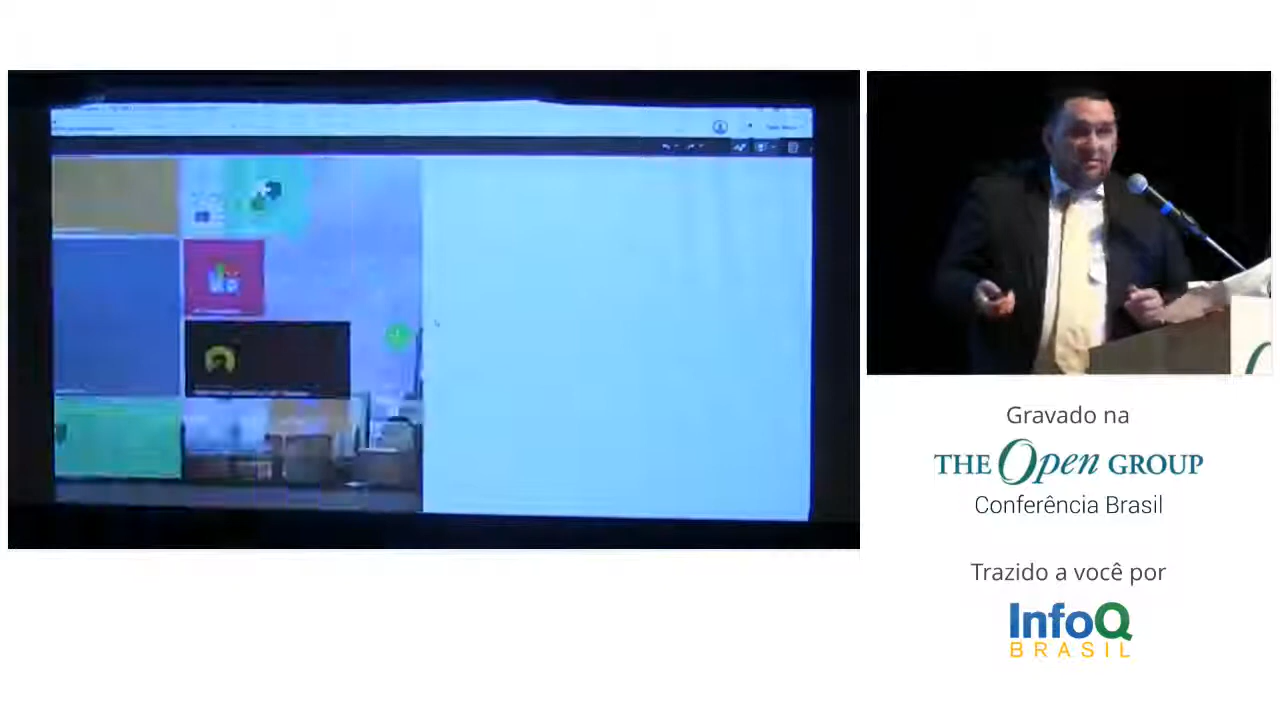 Gravado na
THE Open GROUP
Conferência Brasil
Trazido a você por
InfoQ
BRASIL